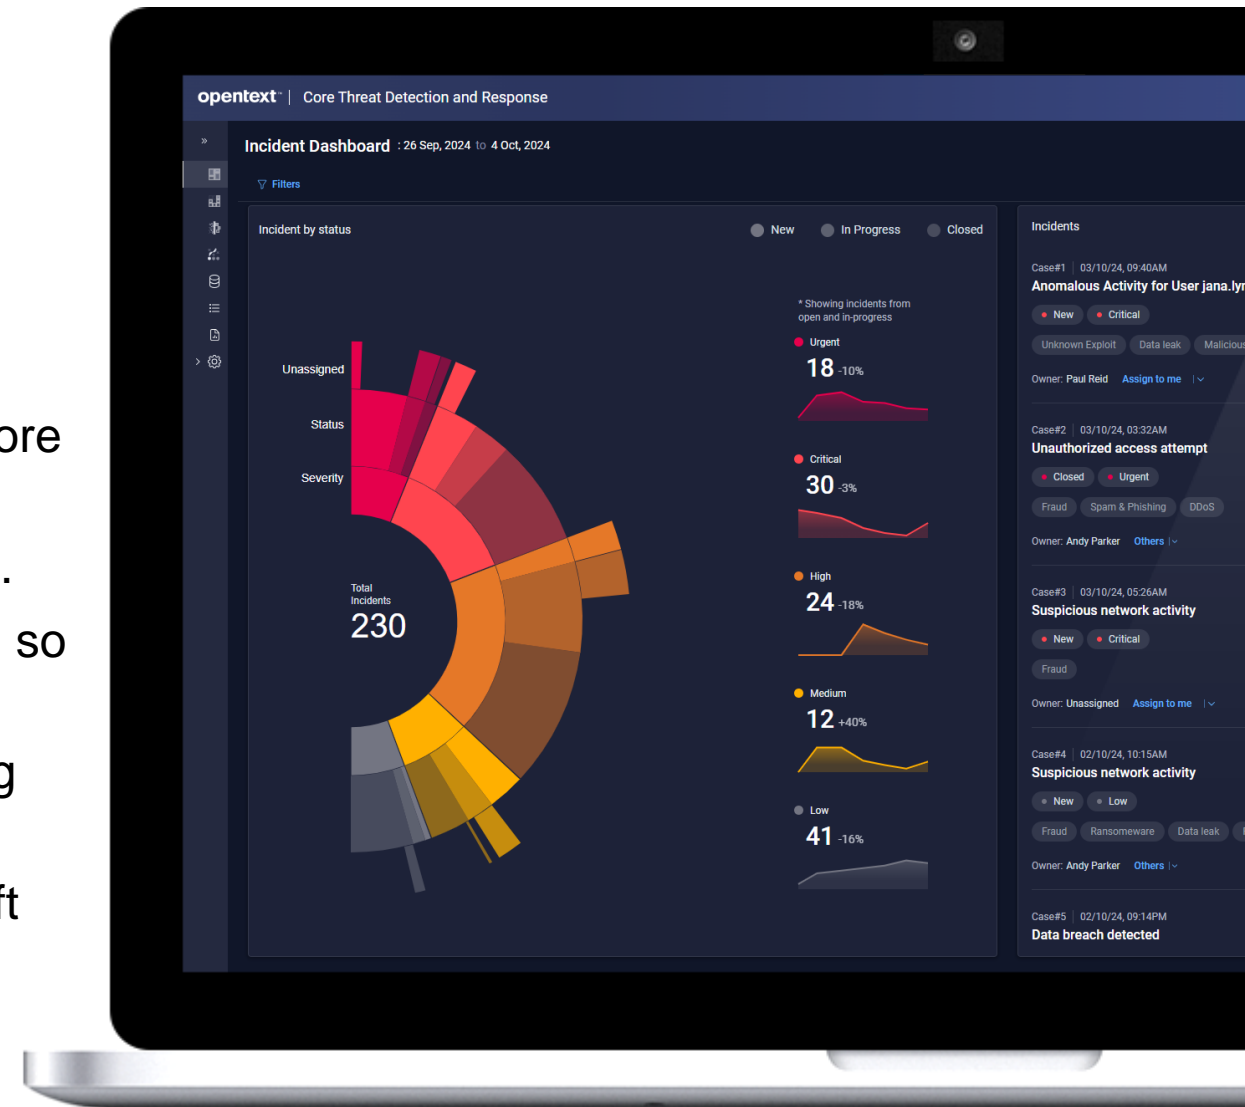 ore
.
so
g
ft
opentext™ | Core Threat Detection and Response
Incident Dashboard : 26 Sep, 2024 to 4 Oct, 2024
Filters
Incident by status
New In Progress Closed
* Showing incidents from
open and in-progress
Unassigned
Status
Severity
Total
Incidents
230
Urgent
18 -10%
Critical
30 -3%
High
24 -18%
Medium
12 +40%
Low
41 -16%
Incidents
Case#1 | 03/10/24, 09:40AM
Anomalous Activity for User jana.lyn
New Critical
Unknown Exploit Data leak Malicious
Owner: Paul Reid Assign to me
Case#2 | 03/10/24, 03:32AM
Unauthorized access attempt
Closed Urgent
Fraud Spam & Phishing DDoS
Owner: Andy Parker Others
Case#3 | 03/10/24, 05:26AM
Suspicious network activity
New Critical
Fraud
Owner: Unassigned Assign to me
Case#4 | 02/10/24, 10:15AM
Suspicious network activity
New Low
Fraud Ransomeware Data leak
Owner: Andy Parker Others
Case#5 | 02/10/24, 09:14PM
Data breach detected